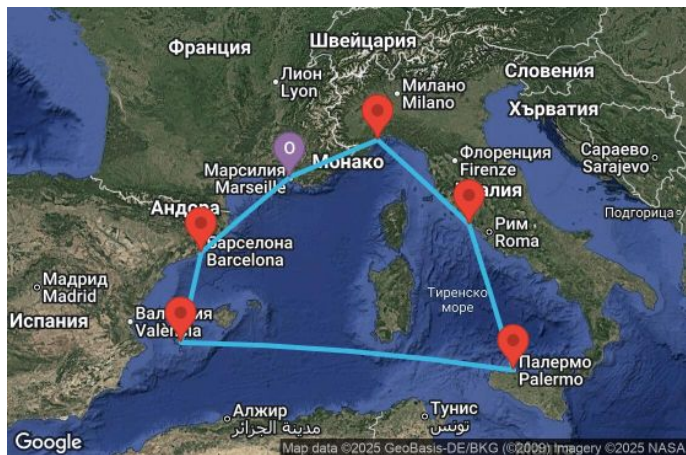 Франция
Швейцария
Словения
Лион
Lyon
Милано
Milano
Хърватия
Марсилия
Marseille
O
Монако
Флоренция
Firenze
Сараево
Sarajevo
Андора
Подгорица
Барселона
Barcelona
Рим
Roma
Мадрид
Madrid
Испания
València
Тиренско
море
Палермо
Palermo
Алжир
مدينة الجزائر
Тунис
تونس
Google
Map data ©2025 GeoBasis-DE/BKG (©2009) Imagery ©2025 NASA